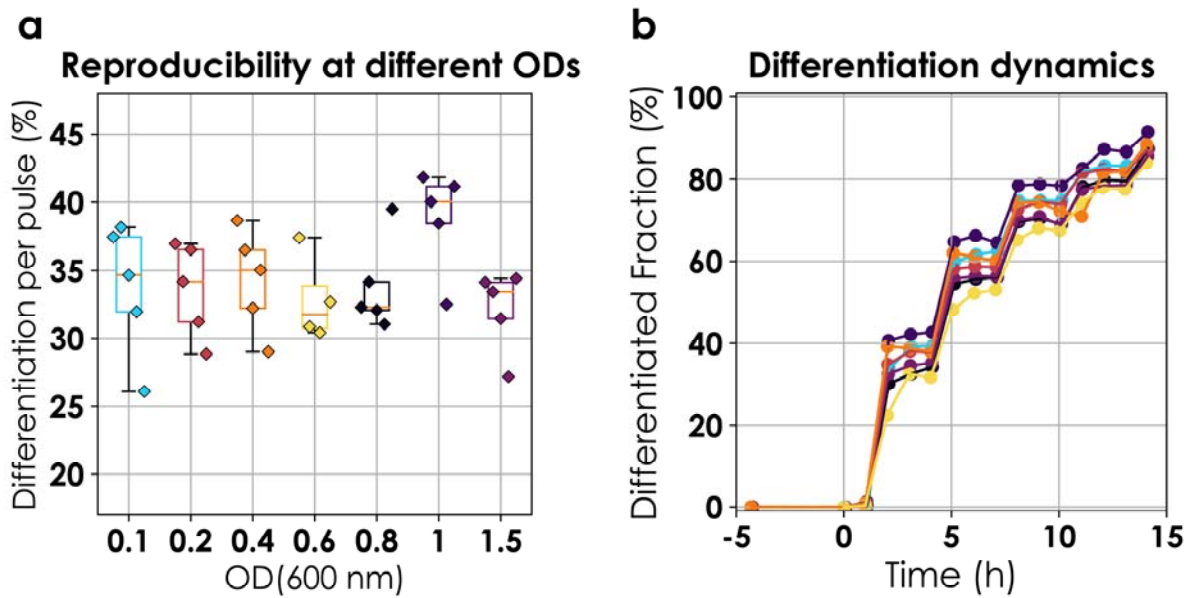 a
Reproducibility at different ODs
Differentiation per pulse (%)
45
40
35
30
25
20
0.1 0.2 0.4 0.6 0.8 1 1.5
OD(600 nm)
b
Differentiation dynamics
Differentiated Fraction (%)
100
80
60
40
20
0
-5 0 5 10 15
Time (h)